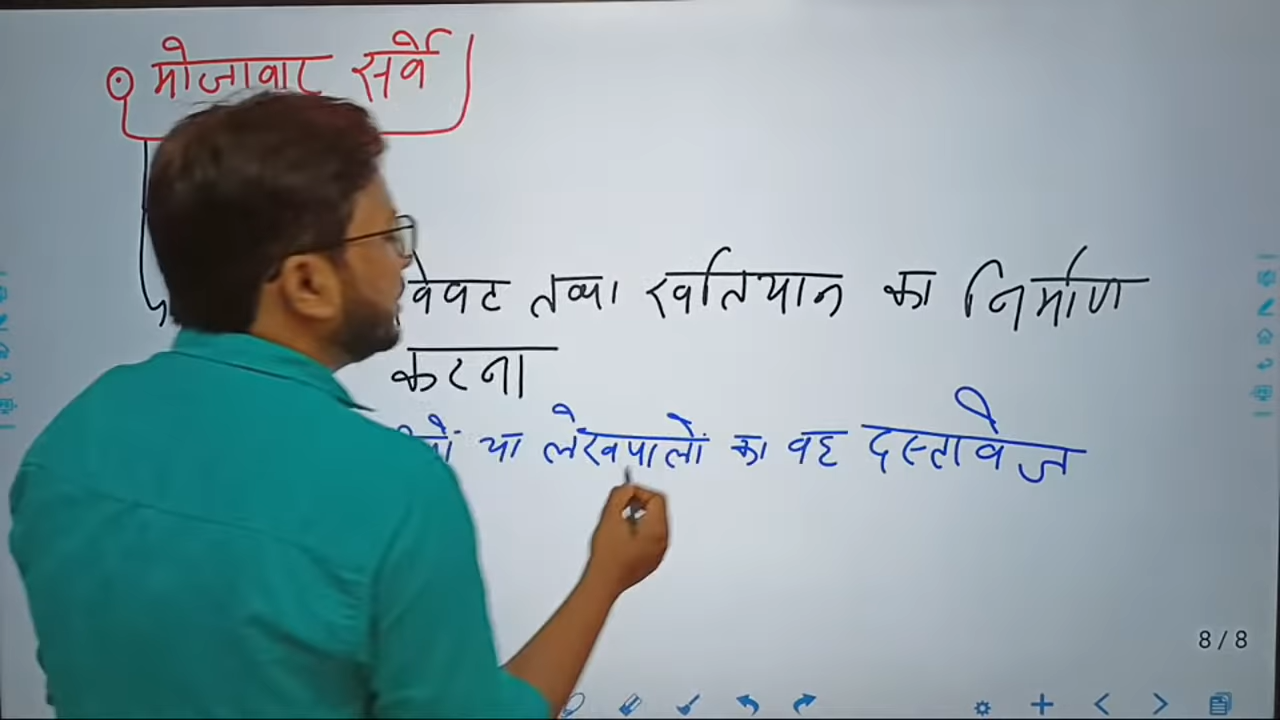 मोजावार सर्वे
खेवट तथा खतियान का निर्माण
करना
या लेखपालों का वह दस्तावेज
8/8